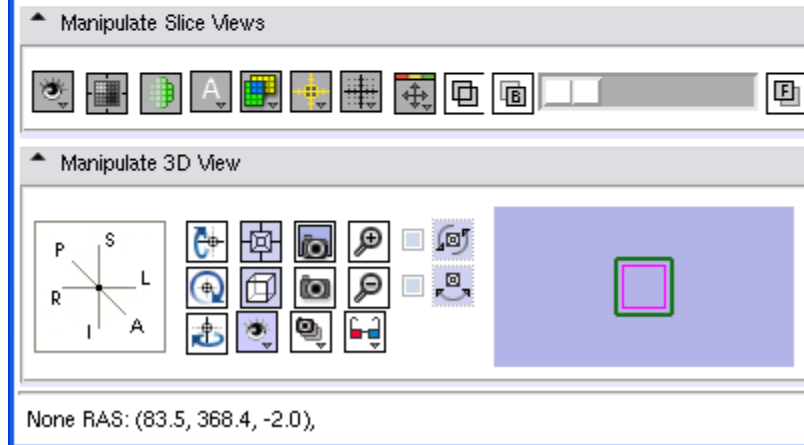 Manipulate Slice Views
A
B
F
Manipulate 3D View
P S
R L
I A
None RAS: (83.5, 368.4, -2.0),